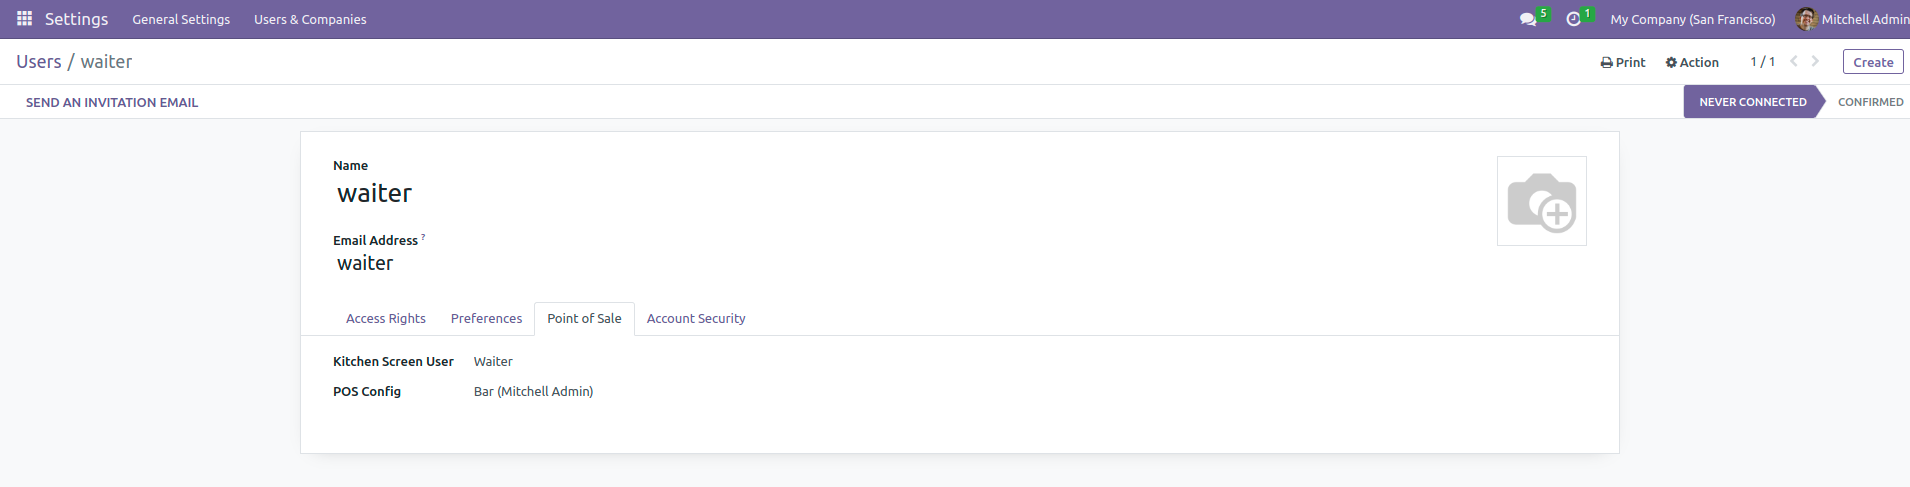 Settings General Settings Users & Companies 5 1 My Company (San Francisco) Mitchell Admin
Users / waiter Print Action 1 / 1 Create
SEND AN INVITATION EMAIL NEVER CONNECTED CONFIRMED
Name
waiter
Email Address ?
waiter
Access Rights Preferences Point of Sale Account Security
Kitchen Screen User Waiter
POS Config Bar (Mitchell Admin)